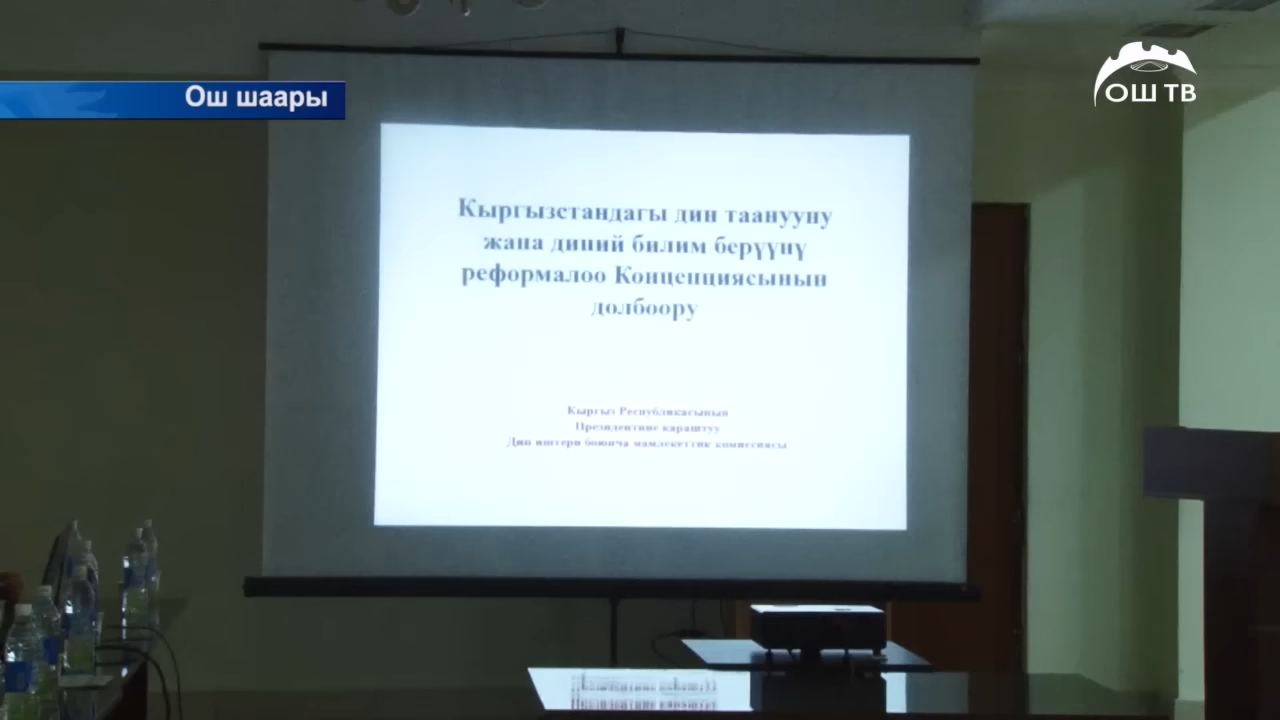 Ош шаары
ОШ ТВ
Кыргызстандагы дин таанууну
жана диний билим берүүнү
реформалоо Концепциясынын
долбоору
Кыргыз Республикасынын
Президентине караштуу
Дин иштери боюнча мамлекеттик комиссиясы